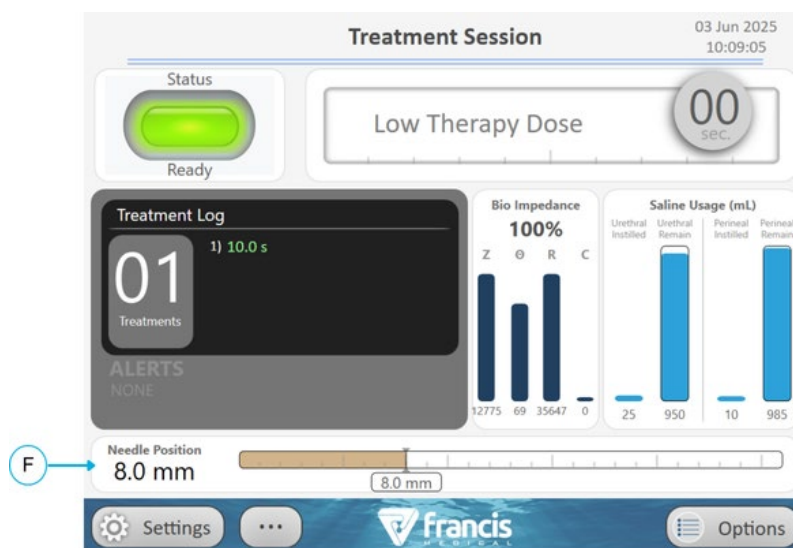 Treatment Session
03 Jun 2025
10:09:05
Status
Ready
Low Therapy Dose
00
sec.
Treatment Log
01
Treatments
1) 10.0 s
ALERTS
NONE
Bio Impedance
100%
Z Θ R C
12775 69 35647 0
Saline Usage (mL)
Urethral Urethral Perineal Perineal
Instilled Remain Instilled Remain
25 950 10 985
F
Needle Position
8.0 mm
8.0 mm
Settings
...
francis
MEDICAL
Options